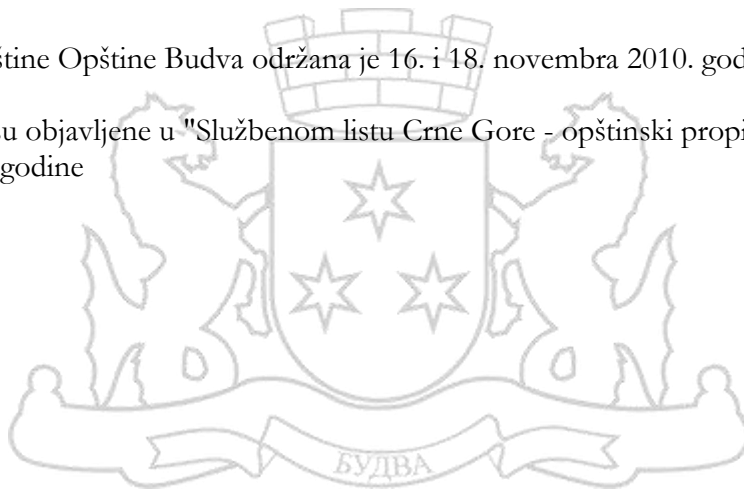 štine Opštine Budva održana je 16. i 18. novembra 2010. god
su objavljene u "Službenom listu Crne Gore - opštinski propi
godine
БУДВА